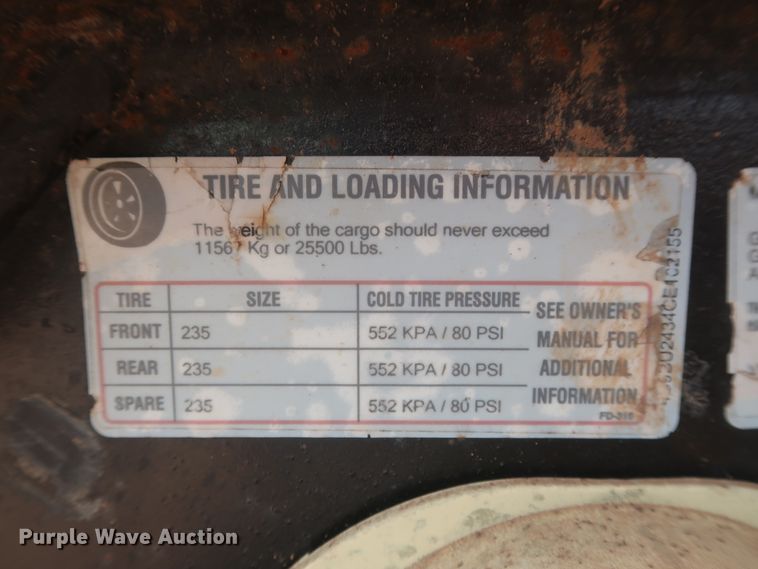 TIRE AND LOADING INFORMATION
The weight of the cargo should never exceed
11567 Kg or 25500 Lbs.
TIRE SIZE COLD TIRE PRESSURE SEE OWNER'S MANUAL FOR ADDITIONAL INFORMATION
FRONT 235 552 KPA / 80 PSI
REAR 235 552 KPA / 80 PSI
SPARE 235 552 KPA / 80 PSI
Purple Wave Auction